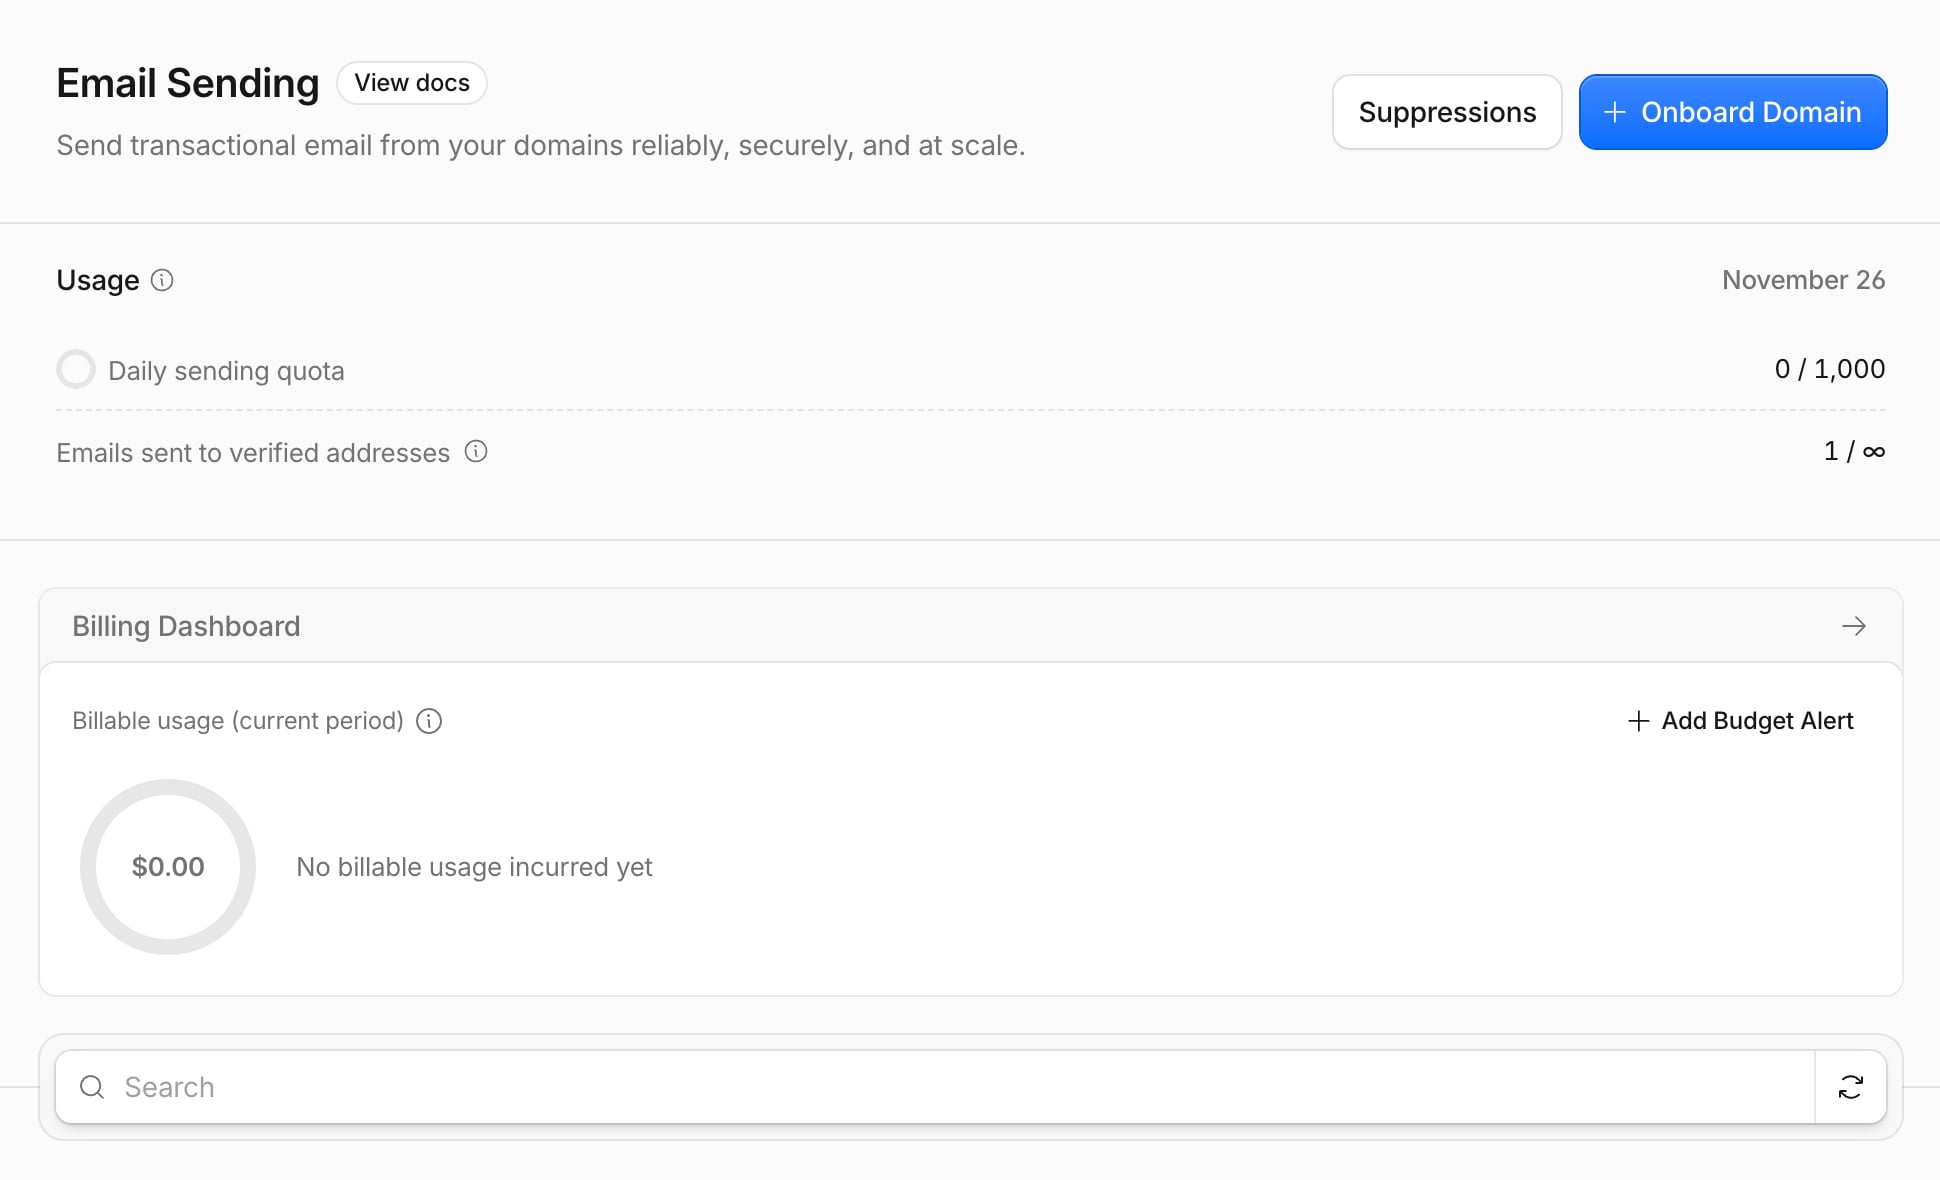 Email Sending View docs
Send transactional email from your domains reliably, securely, and at scale.
Suppressions
Onboard Domain
Usage
November 26
Daily sending quota
0 / 1,000
Emails sent to verified addresses
1 / ∞
Billing Dashboard
Billable usage (current period)
Add Budget Alert
$0.00
No billable usage incurred yet
Search